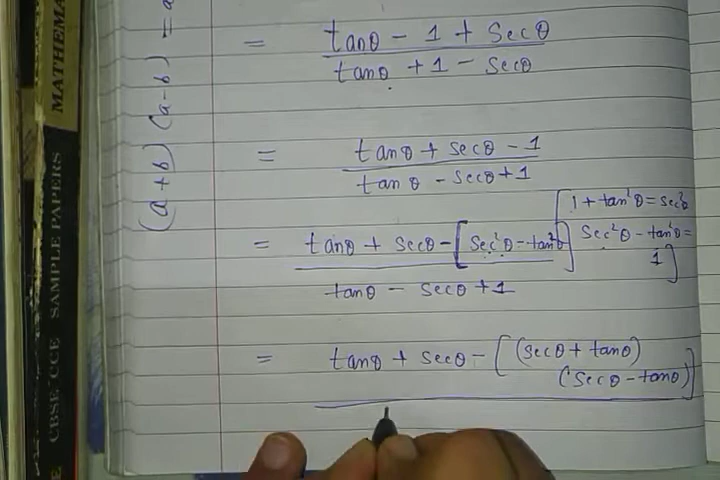 MATHEMA
CBSE CCE SAMPLE PAPERS
(a+b) (a-b) = a
= tanθ - 1 + secθ
tanθ + 1 - secθ
= tanθ + secθ - 1
tanθ - secθ + 1
[1 + tan²θ = sec²θ
= tanθ + secθ - [sec²θ - tan²θ] sec²θ - tan²θ =
1]
tanθ - secθ + 1
= tanθ + secθ - [(secθ + tanθ)
(secθ - tanθ)]